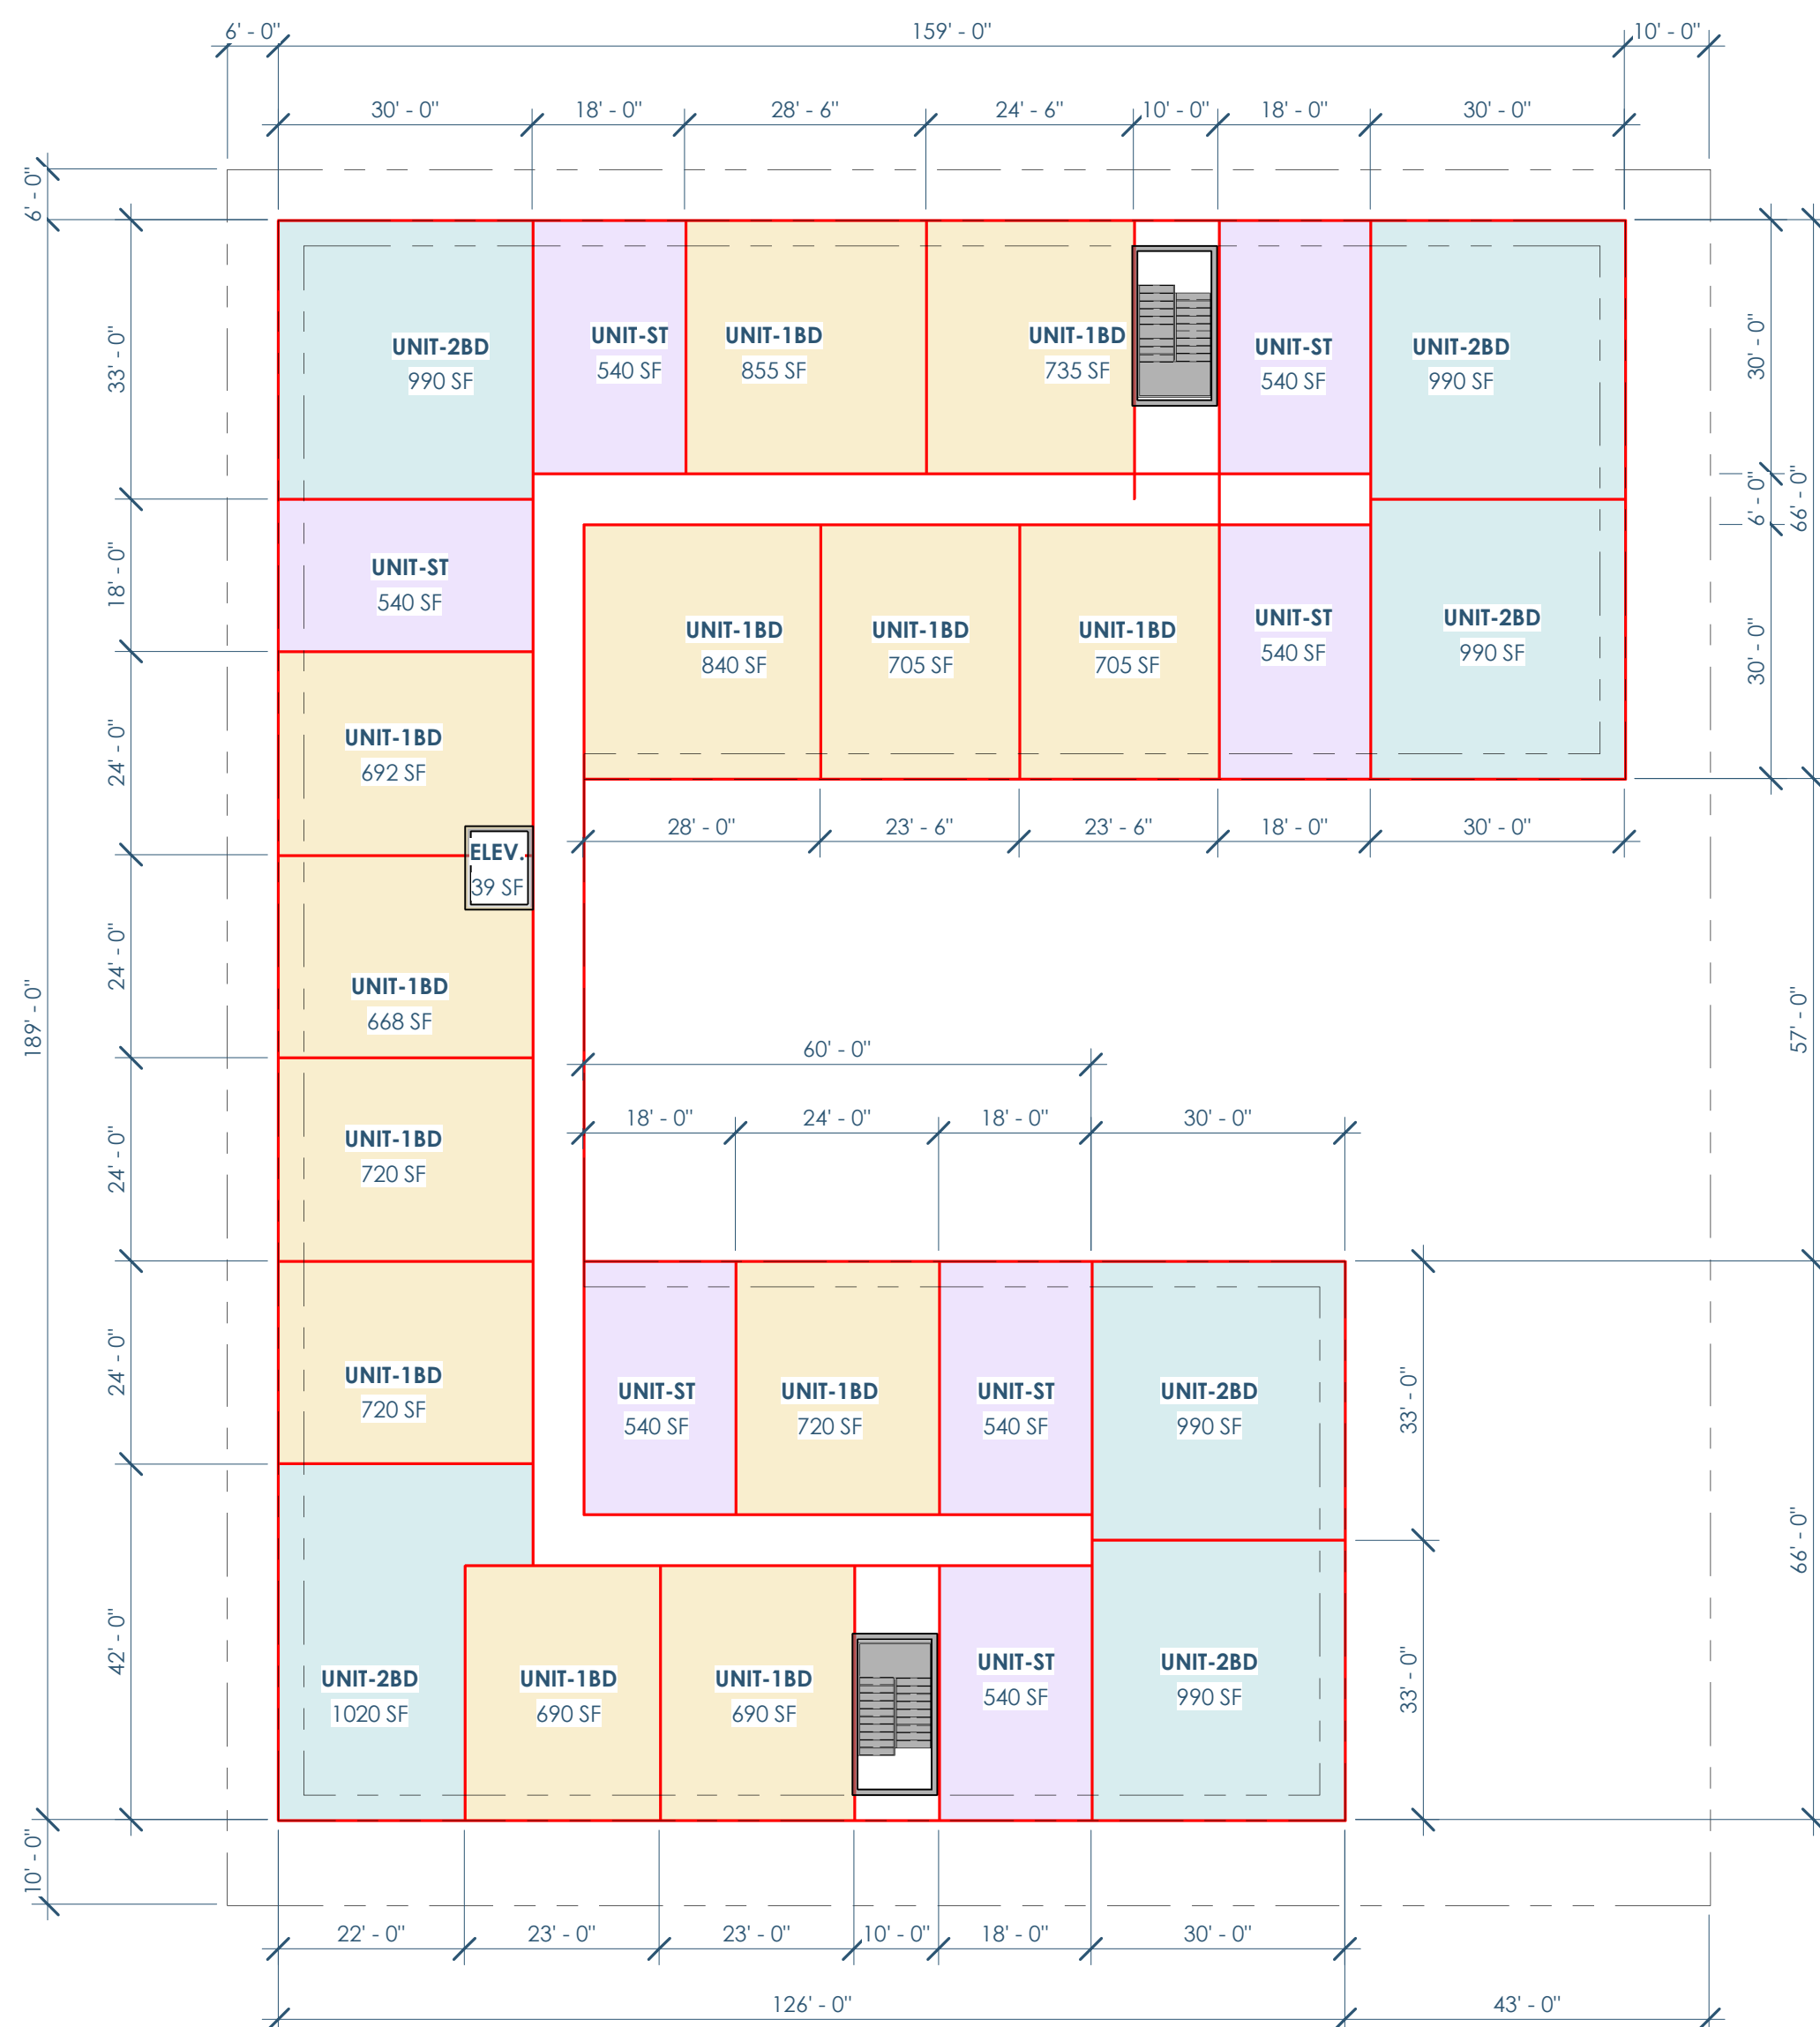 6' - 0"
159' - 0"
10' - 0"
30' - 0"
18' - 0"
28' - 6"
24' - 6"
10' - 0"
18' - 0"
30' - 0"
6' - 0"
33' - 0"
18' - 0"
24' - 0"
24' - 0"
24' - 0"
24' - 0"
42' - 0"
189' - 0"
10' - 0"
UNIT-2BD
990 SF
UNIT-ST
540 SF
UNIT-1BD
855 SF
UNIT-1BD
735 SF
UNIT-ST
540 SF
UNIT-2BD
990 SF
30' - 0"
6' - 0"
66' - 0"
30' - 0"
UNIT-ST
540 SF
UNIT-1BD
840 SF
UNIT-1BD
705 SF
UNIT-1BD
705 SF
UNIT-ST
540 SF
UNIT-2BD
990 SF
UNIT-1BD
692 SF
28' - 0"
23' - 6"
23' - 6"
18' - 0"
30' - 0"
ELEV.
39 SF
UNIT-1BD
668 SF
57' - 0"
60' - 0"
18' - 0"
24' - 0"
18' - 0"
30' - 0"
UNIT-1BD
720 SF
UNIT-1BD
720 SF
UNIT-ST
540 SF
UNIT-1BD
720 SF
UNIT-ST
540 SF
UNIT-2BD
990 SF
33' - 0"
66' - 0"
33' - 0"
UNIT-2BD
1020 SF
UNIT-1BD
690 SF
UNIT-1BD
690 SF
UNIT-ST
540 SF
UNIT-2BD
990 SF
22' - 0"
23' - 0"
23' - 0"
10' - 0"
18' - 0"
30' - 0"
126' - 0"
43' - 0"